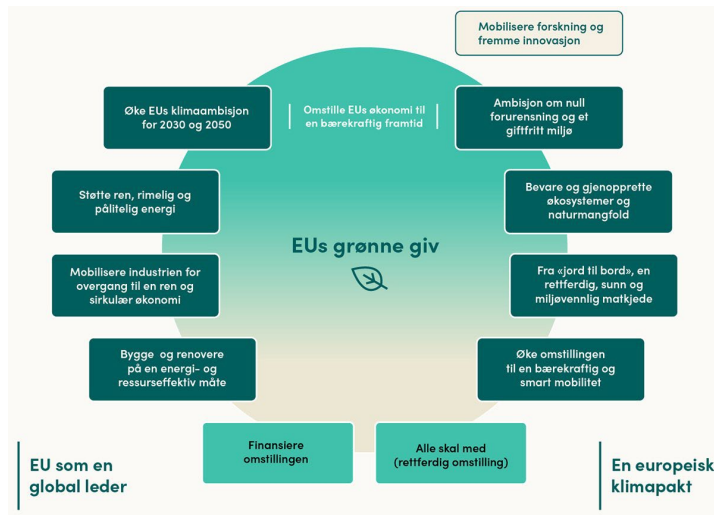 Mobilisere forskning og
fremme innovasjon
Øke EUs klimaambisjon
for 2030 og 2050
Omstille EUs økonomi til
en bærekraftig framtid
Ambisjon om null
forurensning og et
giftfritt miljø
Støtte ren, rimelig og
pålitelig energi
Bevare og gjenopprette
økosystemer og
naturmangfold
EUs grønne giv
Mobilisere industrien for
overgang til en ren og
sirkulær økonomi
Fra «jord til bord», en
rettferdig, sunn og
miljøvennlig matkjede
Bygge og renovere
på en energi- og
ressurseffektiv måte
Øke omstillingen
til en bærekraftig og
smart mobilitet
Finansiere
omstillingen
Alle skal med
(rettferdig omstilling)
EU som en
global leder
En europeisk
klimapakt